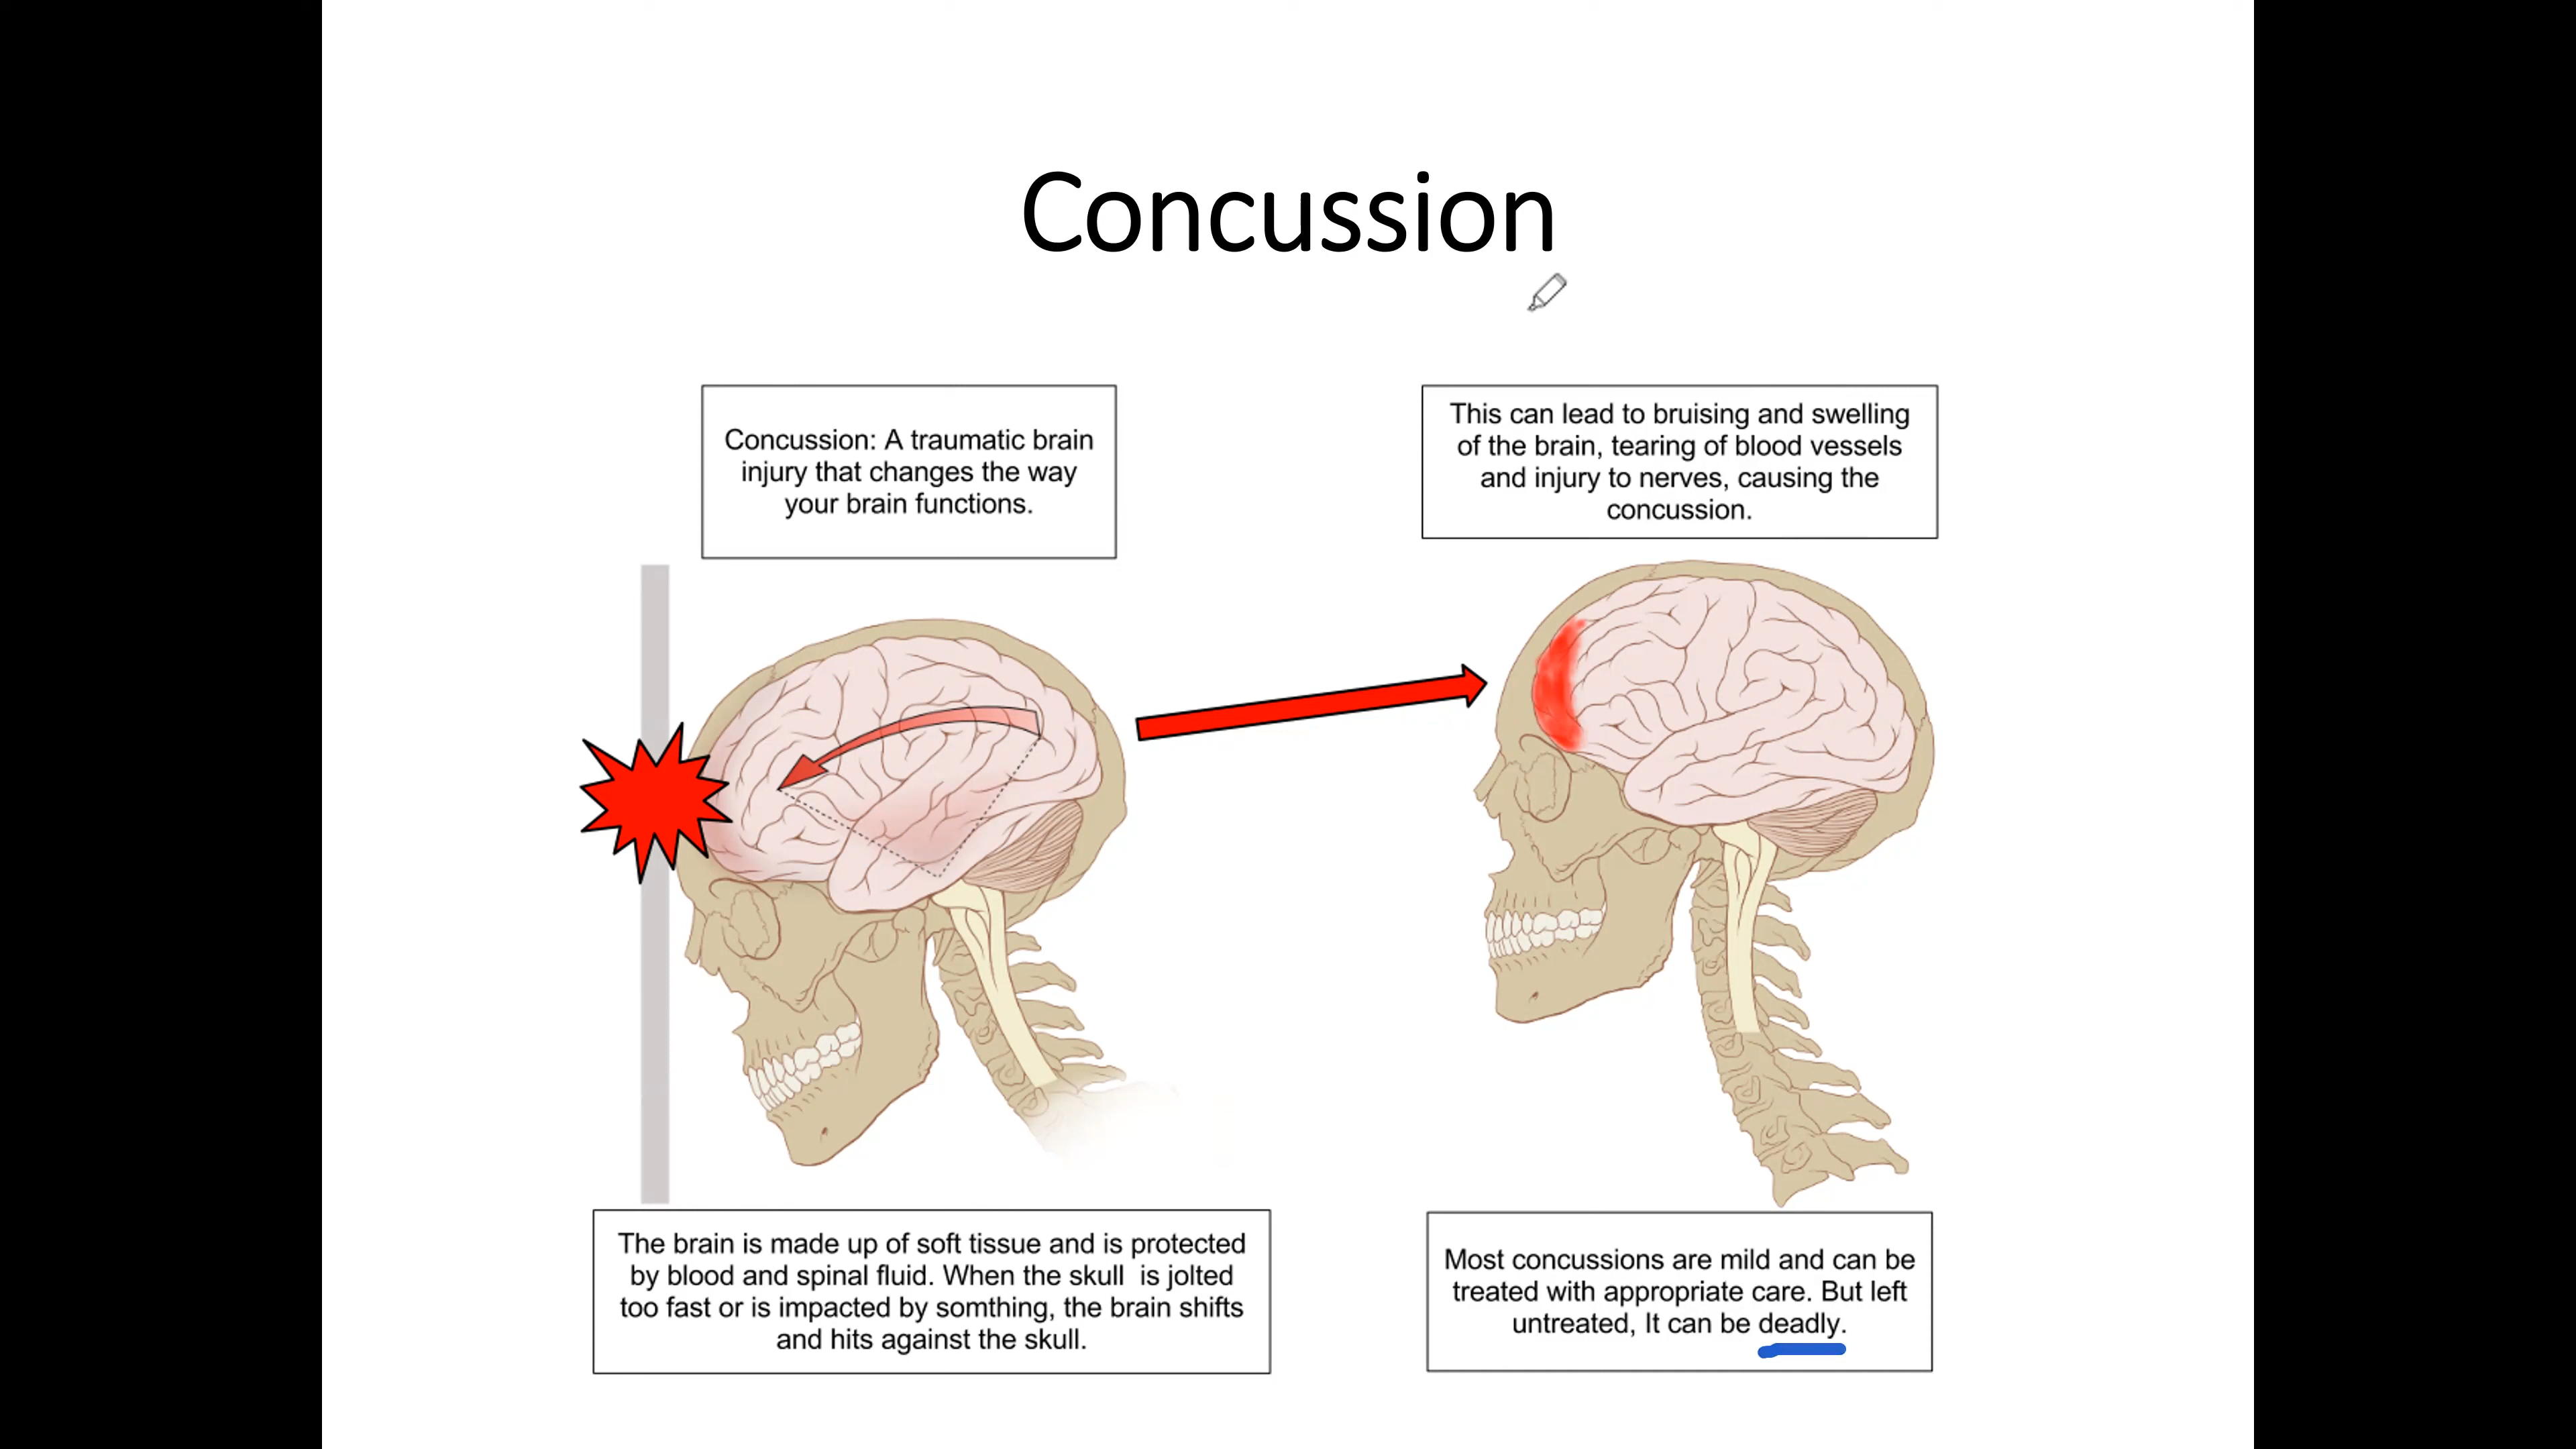 Concussion
Concussion: A traumatic brain
injury that changes the way
your brain functions.
This can lead to bruising and swelling
of the brain, tearing of blood vessels
and injury to nerves, causing the
concussion.
The brain is made up of soft tissue and is protected
by blood and spinal fluid. When the skull  is jolted
too fast or is impacted by somthing, the brain shifts
and hits against the skull.
Most concussions are mild and can be
treated with appropriate care. But left
untreated, It can be deadly.